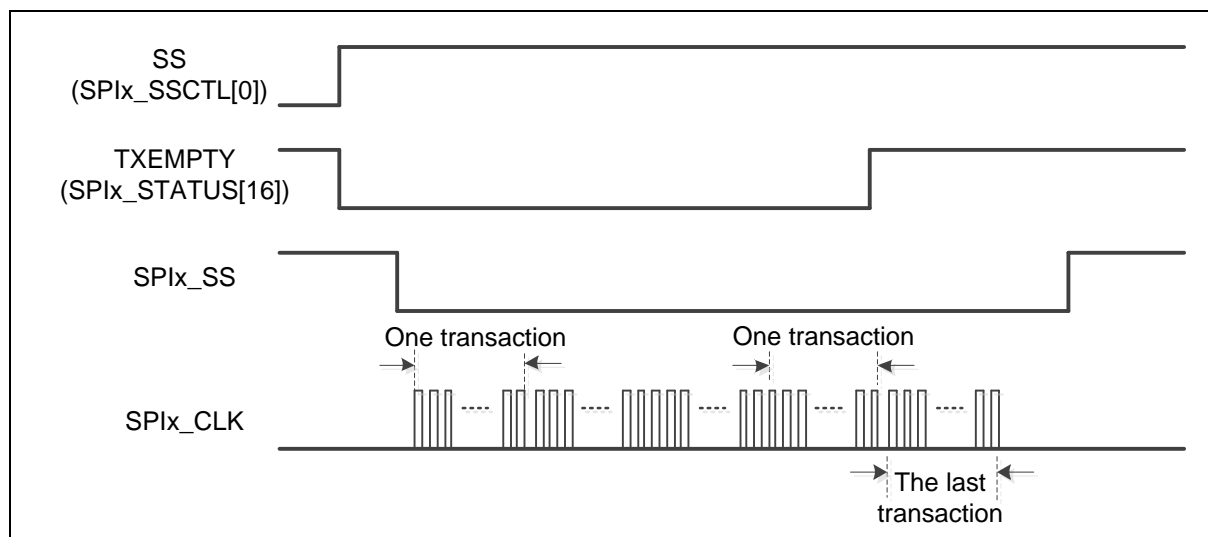 SS
(SPIx_SSCTL[0])
TXEMPTY
(SPIx_STATUS[16])
SPIx_SS
One transaction
One transaction
SPIx_CLK
The last
transaction